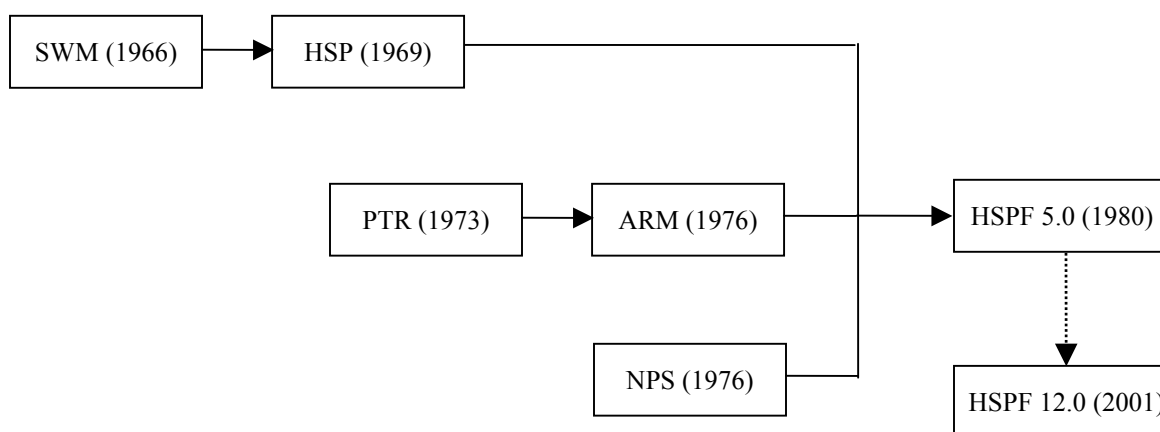 SWM (1966)
HSP (1969)
PTR (1973)
ARM (1976)
HSPF 5.0 (1980)
NPS (1976)
HSPF 12.0 (2001)